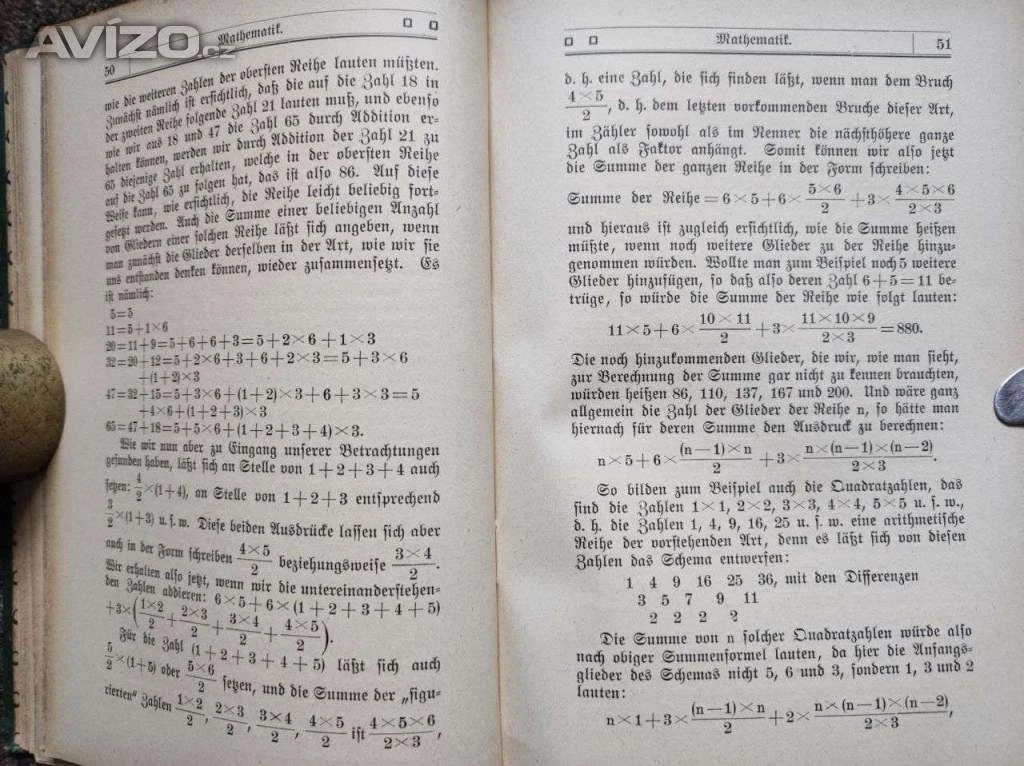 Avízo.cz
50
Mathematik.
wie die weiteren Zahlen der obersten Reihe lauten müßten.
Zunächst nämlich ist ersichtlich, daß die auf die Zahl 18 in
der zweiten Reihe folgende Zahl 21 lauten muß, und ebenso
wie wir aus 18 und 47 die Zahl 65 durch Addition er-
halten können, werden wir durch Addition der Zahl 21 zu
65 diejenige Zahl erhalten, welche in der obersten Reihe
auf die Zahl 65 zu folgen hat, das ist also 86. Auf diese
Weise kann, wie ersichtlich, die Reihe leicht beliebig fort-
gesetzt werden. Auch die Summe einer beliebigen Anzahl
von Gliedern einer solchen Reihe läßt sich angeben, wenn
man zunächst die Glieder derselben in der Art, wie wir sie
uns entstanden denken können, wieder zusammensetzt. Es
ist nämlich:
5=5
11=5+1×6
20=11+9=5+6+6+3=5+2×6+1×3
32=20+12=5+2×6+3+6+2×3=5+3×6
+(1+2)×3
47=32+15=5+3×6+(1+2)×3+6+3×3=5
+4×6+(1+2+3)×3
65=47+18=5+5×6+(1+2+3+4)×3.
Wie wir nun aber zu Eingang unserer Betrachtungen
gefunden haben, läßt sich an Stelle von 1+2+3+4 auch
setzen: 4/2×(1+4), an Stelle von 1+2+3 entsprechend
3/2×(1+3) u. s. w. Diese beiden Ausdrücke lassen sich aber
auch in der Form schreiben 4×5/2 beziehungsweise 3×4/2.
Wir erhalten also jetzt, wenn wir die untereinanderstehen-
den Zahlen addieren: 6×5+6×(1+2+3+4+5)
+3×(1×2/2+2×3/2+3×4/2+4×5/2).
Für die Zahl (1+2+3+4+5) läßt sich auch
5/2×(1+5) oder 5×6/2 setzen, und die Summe der „figu-
rierten“ Zahlen 1×2/2, 2×3/2, 3×4/2, 4×5/2 ist 4×5×6/2×3,
Mathematik.
51
d. h. eine Zahl, die sich finden läßt, wenn man dem Bruch
4×5/2, d. h. dem letzten vorkommenden Bruche dieser Art,
im Zähler sowohl als im Nenner die nächsthöhere ganze
Zahl als Faktor anhängt. Somit können wir also jetzt
die Summe der ganzen Reihe in der Form schreiben:
Summe der Reihe=6×5+6×5×6/2+3×4×5×6/2×3
und hieraus ist zugleich ersichtlich, wie die Summe heißen
müßte, wenn noch weitere Glieder zu der Reihe hinzu-
genommen würden. Wollte man zum Beispiel noch 5 weitere
Glieder hinzufügen, so daß also deren Zahl 6+5=11 be-
trüge, so würde die Summe der Reihe wie folgt lauten:
11×5+6×10×11/2+3×11×10×9/2×3=880.
Die noch hinzukommenden Glieder, die wir, wie man sieht,
zur Berechnung der Summe gar nicht zu kennen brauchten,
würden heißen 86, 110, 137, 167 und 200. Und wäre ganz
allgemein die Zahl der Glieder der Reihe n, so hätte man
hiernach für deren Summe den Ausdruck zu berechnen:
n×5+6×(n−1)×n/2+3×n×(n−1)×(n−2)/2×3.
So bilden zum Beispiel auch die Quadratzahlen, das
sind die Zahlen 1×1, 2×2, 3×3, 4×4, 5×5 u. s. w.,
d. h. die Zahlen 1, 4, 9, 16, 25 u. s. w. eine arithmetische
Reihe der vorstehenden Art, denn es läßt sich von diesen
Zahlen das Schema entwerfen:
1 4 9 16 25 36, mit den Differenzen
3 5 7 9 11
2 2 2 2
Die Summe von n solcher Quadratzahlen würde also
nach obiger Summenformel lauten, da hier die Anfangs-
glieder des Schemas nicht 5, 6 und 3, sondern 1, 3 und 2
lauten:
n×1+3×(n−1)×n/2+2×n×(n−1)×(n−2)/2×3,